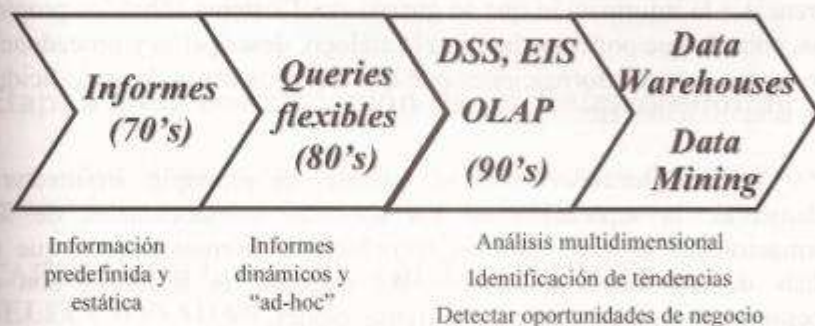 Informes
(70's)
Queries
flexibles
(80's)
DSS, EIS
OLAP
(90's)
Data
Warehouses
Data
Mining
Información
predefinida y
estática
Informes
dinámicos y
"ad-hoc"
Análisis multidimensional
Identificación de tendencias
Detectar oportunidades de negocio